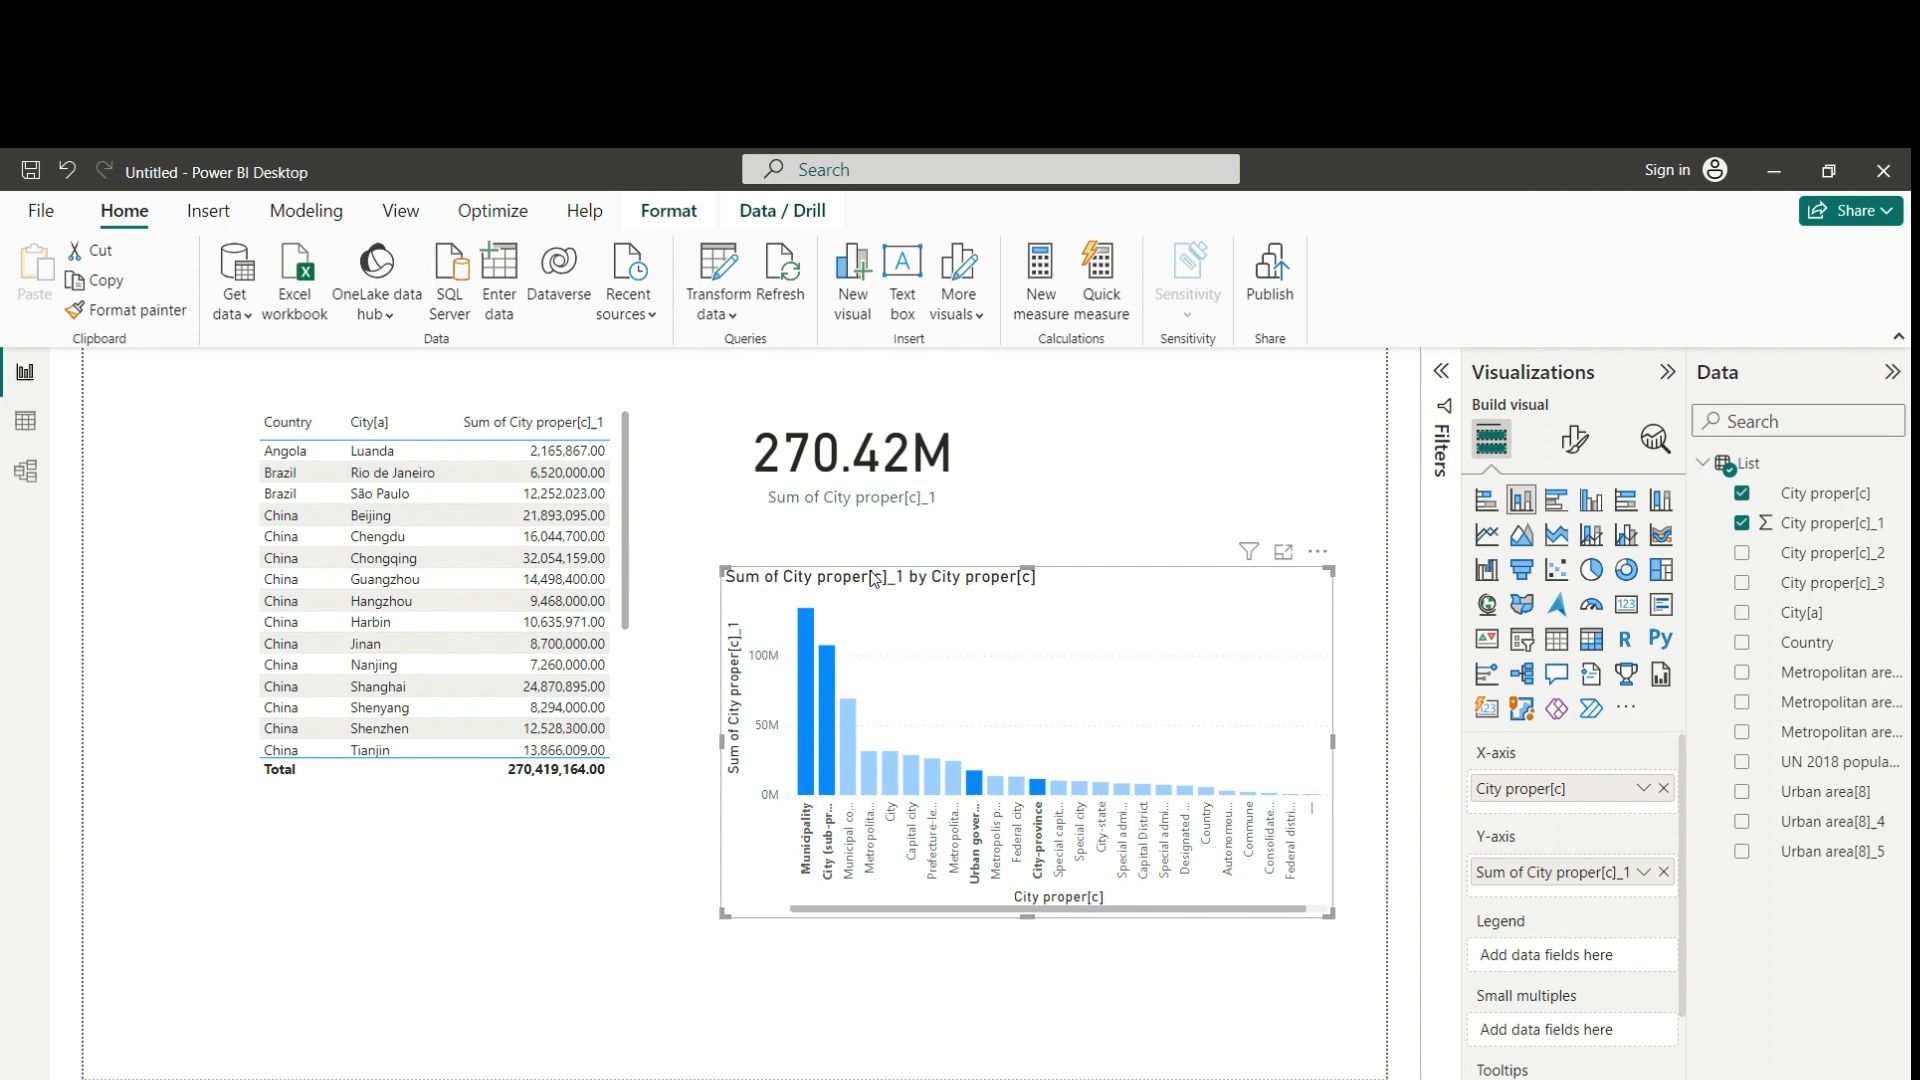 Untitled - Power BI Desktop
Search
Sign in
File
Home
Insert
Modeling
View
Optimize
Help
Format
Data / Drill
Share
Paste
Cut
Copy
Format painter
Clipboard
Get data
Excel workbook
OneLake data hub
SQL Server
Enter data
Dataverse
Recent sources
Data
Transform data
Refresh
Queries
New visual
Text box
More visuals
Insert
New measure
Quick measure
Calculations
Sensitivity
Sensitivity
Publish
Share
Country City[a] Sum of City proper[c]_1
Angola Luanda 2,165,867.00
Brazil Rio de Janeiro 6,520,000.00
Brazil São Paulo 12,252,023.00
China Beijing 21,893,095.00
China Chengdu 16,044,700.00
China Chongqing 32,054,159.00
China Guangzhou 14,498,400.00
China Hangzhou 9,468,000.00
China Harbin 10,635,971.00
China Jinan 8,700,000.00
China Nanjing 7,260,000.00
China Shanghai 24,870,895.00
China Shenyang 8,294,000.00
China Shenzhen 12,528,300.00
China Tianjin 13,866,009.00
Total 270,419,164.00
270.42M
Sum of City proper[c]_1
Sum of City proper[c]_1 by City proper[c]
Sum of City proper[c]_1
100M
50M
0M
Municipality
City (sub-pr...
Municipal co...
Metropolita...
City
Capital city
Prefecture-le...
Metropolita...
Urban gover...
Metropolis p...
Federal city
City-province
Special capit...
Special city
City-state
Special admi...
Capital District
Special admi...
Designated ...
Country
Autonomou...
Commune
Consolidate...
Federal distri...
—
City proper[c]
Filters
Visualizations
Build visual
123
R
Py
123
X-axis
City proper[c]
Y-axis
Sum of City proper[c]_1
Legend
Add data fields here
Small multiples
Add data fields here
Tooltips
Data
Search
List
City proper[c]
City proper[c]_1
City proper[c]_2
City proper[c]_3
City[a]
Country
Metropolitan are...
Metropolitan are...
Metropolitan are...
UN 2018 popula...
Urban area[8]
Urban area[8]_4
Urban area[8]_5